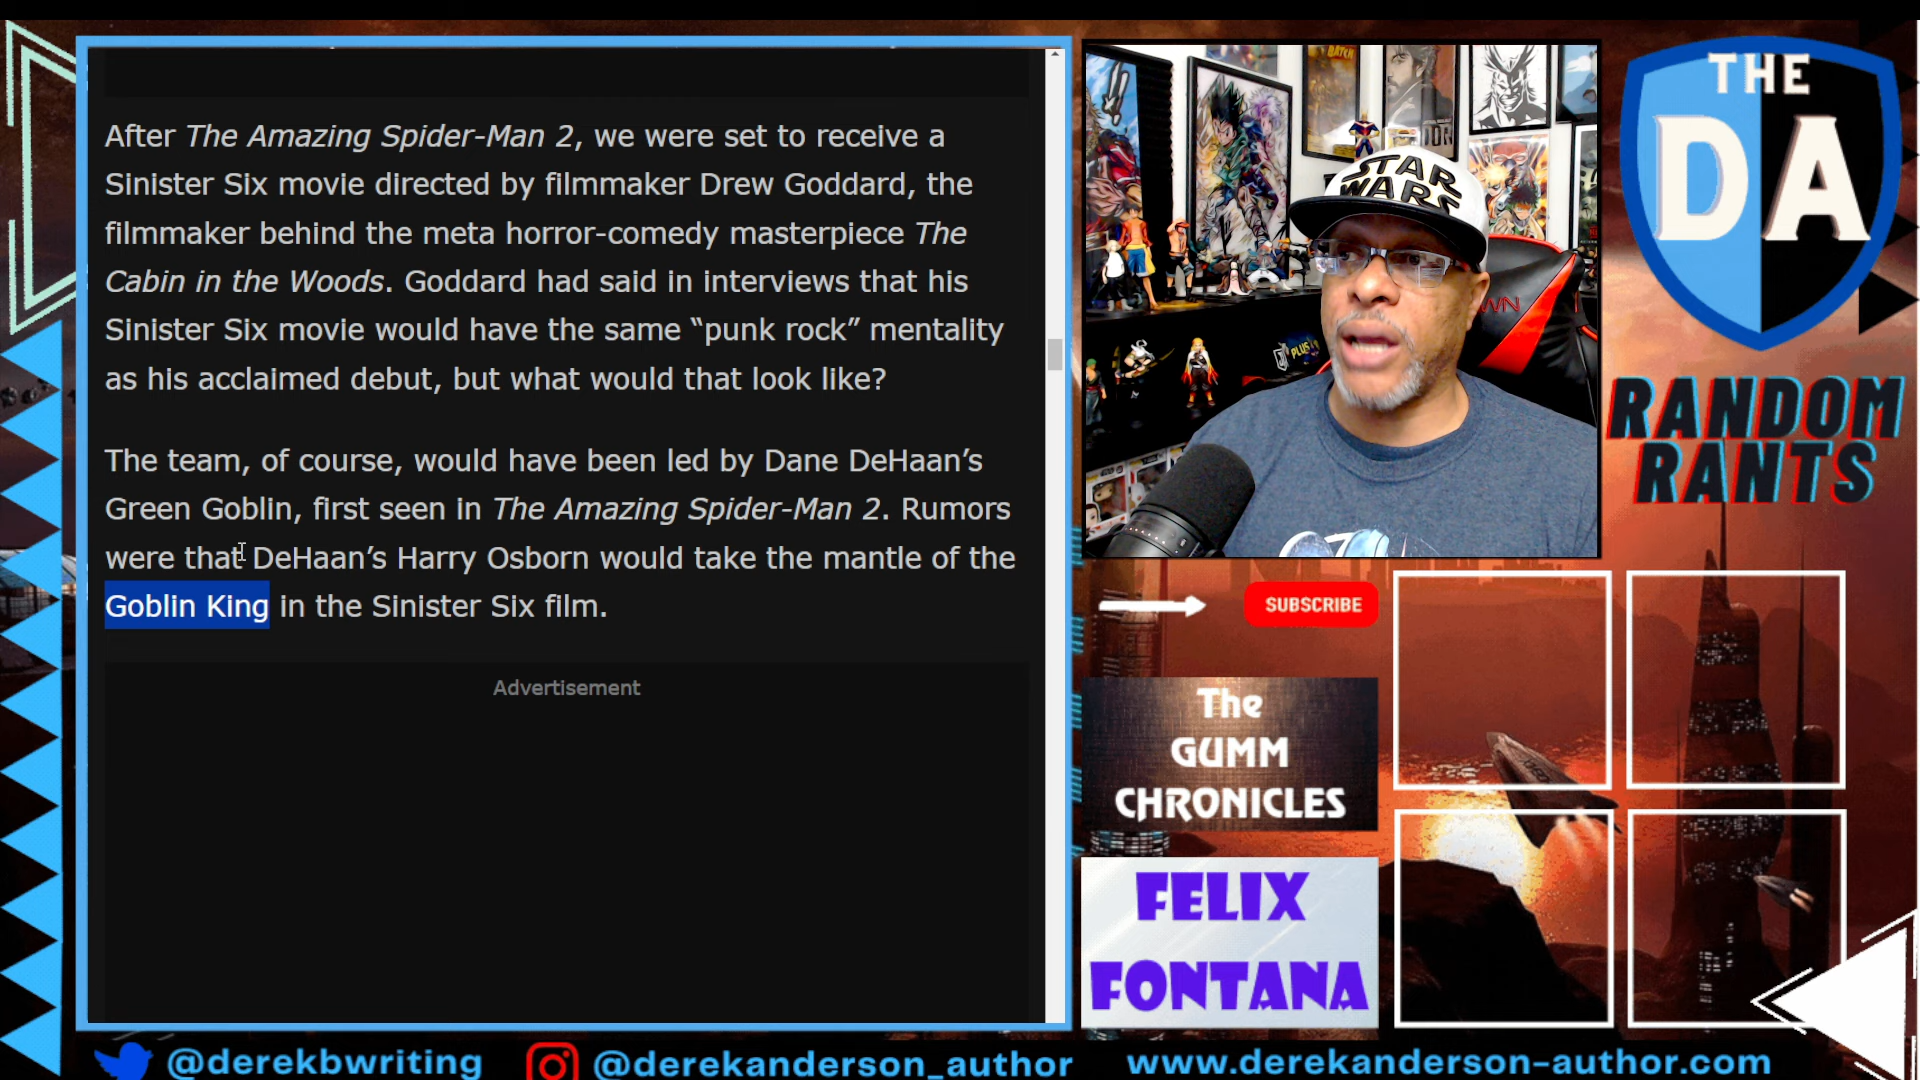 After The Amazing Spider-Man 2, we were set to receive a
Sinister Six movie directed by filmmaker Drew Goddard, the
filmmaker behind the meta horror-comedy masterpiece The
Cabin in the Woods. Goddard had said in interviews that his
Sinister Six movie would have the same “punk rock” mentality
as his acclaimed debut, but what would that look like?
The team, of course, would have been led by Dane DeHaan’s
Green Goblin, first seen in The Amazing Spider-Man 2. Rumors
were that DeHaan’s Harry Osborn would take the mantle of the
Goblin King in the Sinister Six film.
Advertisement
STAR
WARS
PLUS
THE
DA
RANDOM
RANTS
SUBSCRIBE
The
GUMM
CHRONICLES
FELIX
FONTANA
@derekbwriting
@derekanderson_author
www.derekanderson-author.com